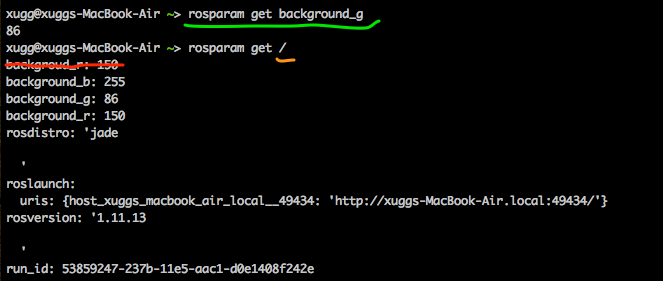 xugg@xuggs-MacBook-Air ~> rosparam get background_g
86
xugg@xuggs-MacBook-Air ~> rosparam get /
backgroud_r: 150
background_b: 255
background_g: 86
background_r: 150
rosdistro: 'jade

  '
roslaunch:
  uris: {host_xuggs_macbook_air_local__49434: 'http://xuggs-MacBook-Air.local:49434/'}
rosversion: '1.11.13

  '
run_id: 53859247-237b-11e5-aac1-d0e1408f242e